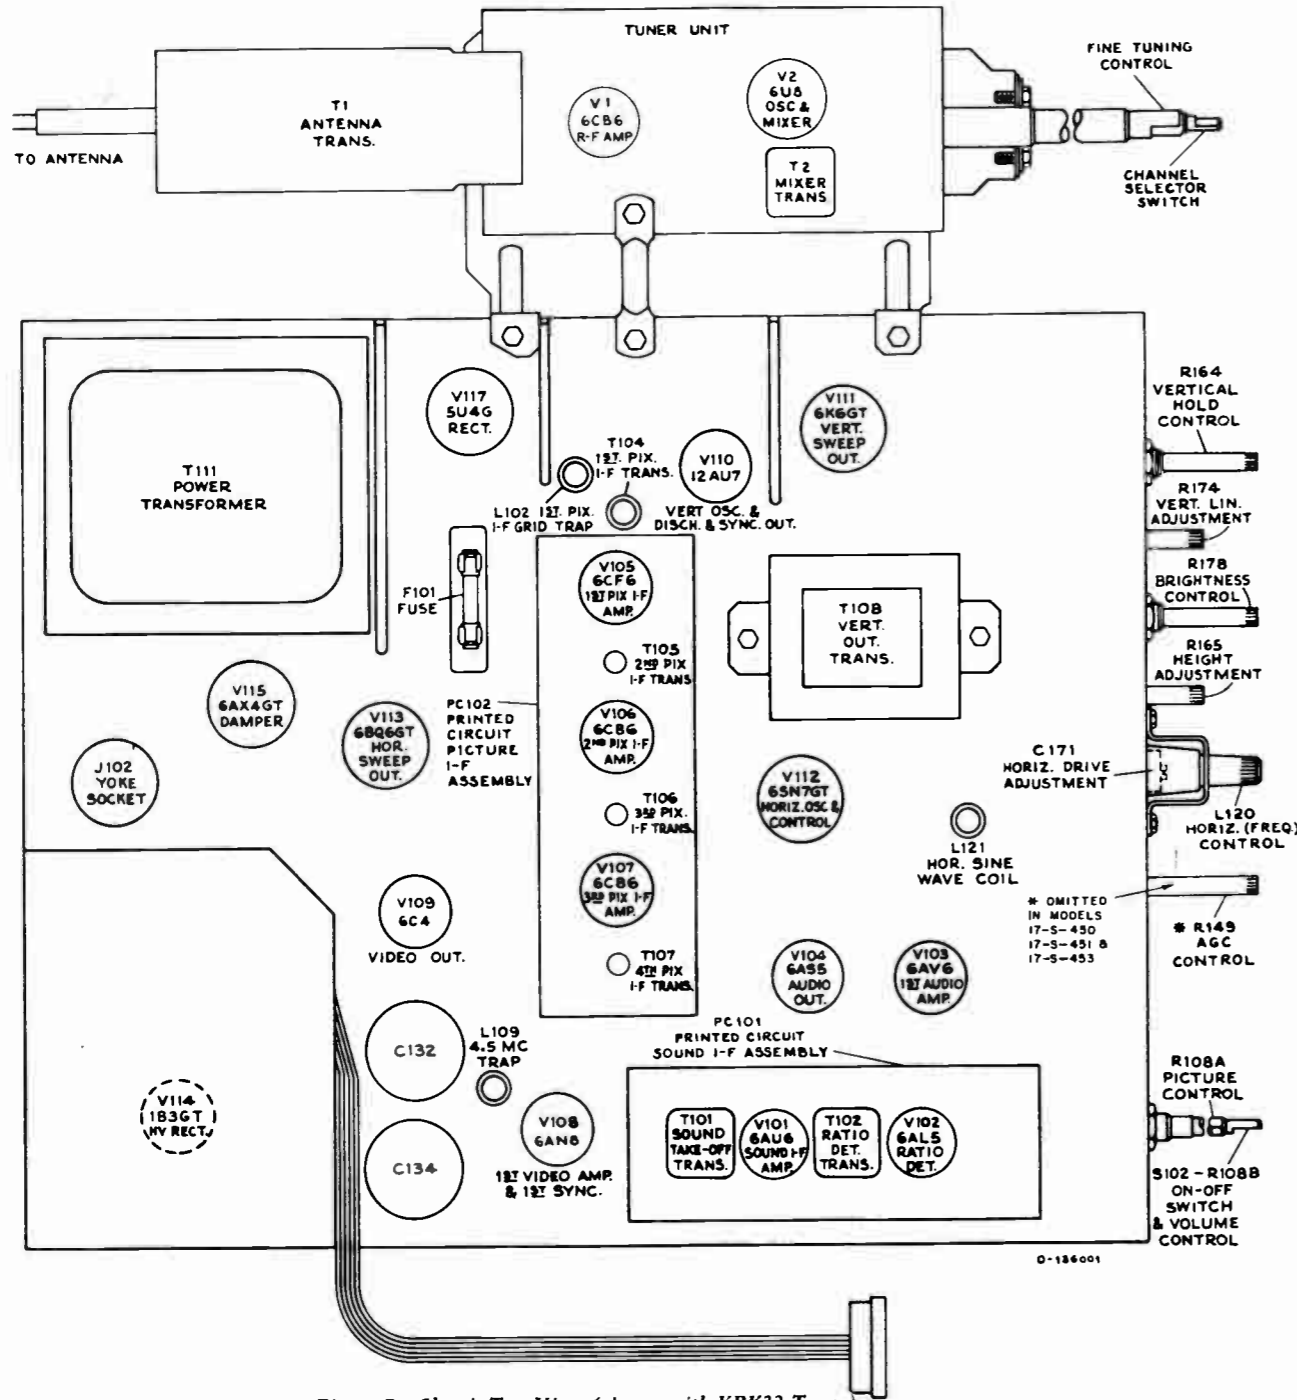 TUNER UNIT
FINE TUNING
CONTROL
V2
6U8
OSC &
MIXER
T1
ANTENNA
TRANS.
V1
6CB6
R-F AMP
TO ANTENNA
T2
MIXER
TRANS
CHANNEL
SELECTOR
SWITCH
R164
VERTICAL
HOLD
CONTROL
V117
5U4G
RECT.
V111
6K6GT
VERT.
SWEEP
OUT.
T104
1ST. PIX.
I-F TRANS.
V110
12AU7
T111
POWER
TRANSFORMER
L102 1ST. PIX.
I-F GRID TRAP
VERT OSC. &
DISCH. & SYNC. OUT.
R174
VERT. LIN.
ADJUSTMENT
F101
FUSE
V105
6CF6
1ST PIX I-F
AMP.
R178
BRIGHTNESS
CONTROL
T108
VERT.
OUT.
TRANS.
T105
2ND PIX
I-F TRANS
R165
HEIGHT
ADJUSTMENT
V115
6AX4GT
DAMPER
V113
6BQ6GT
HOR.
SWEEP
OUT.
PC102
PRINTED
CIRCUIT
PICTURE
I-F
ASSEMBLY
V106
6CB6
2ND PIX I-F
AMP.
J102
YOKE
SOCKET
V112
6SN7GT
HORIZ. OSC &
CONTROL
C171
HORIZ. DRIVE
ADJUSTMENT
T106
3RD PIX.
I-F TRANS.
L120
HORIZ. (FREQ.)
CONTROL
L121
HOR. SINE
WAVE COIL
V107
6CB6
3RD PIX I-F
AMP.
V109
6C4
VIDEO OUT.
* OMITTED
IN MODELS
17-S-450
17-S-451 &
17-S-453
* R149
AGC
CONTROL
T107
4TH PIX
I-F TRANS.
V104
6AS5
AUDIO
OUT.
V103
6AV6
1ST AUDIO
AMP.
C132
L109
4.5 MC
TRAP
PC101
PRINTED CIRCUIT
SOUND I-F ASSEMBLY
R108A
PICTURE
CONTROL
V114
1B3GT
HV RECT.
V108
6AN8
1ST VIDEO AMP.
& 1ST SYNC.
T101
SOUND
TAKE-OFF
TRANS.
V101
6AU6
SOUND I-F
AMP.
T102
RATIO
DET.
TRANS.
V102
6AL5
RATIO
DET.
C134
S102-R108B
ON-OFF
SWITCH
& VOLUME
CONTROL
D-136001